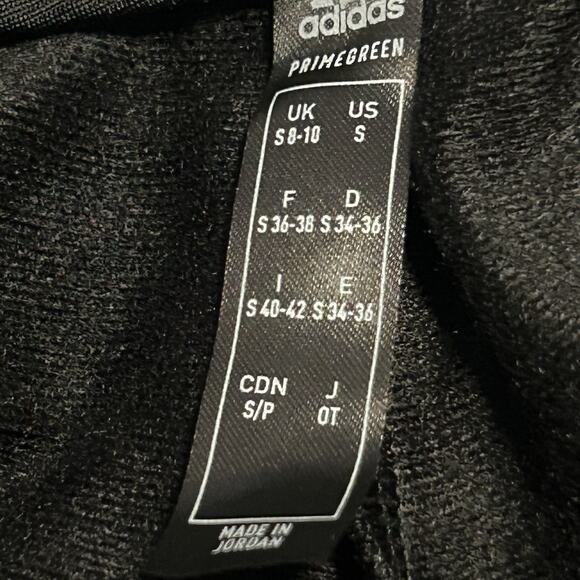 adidas
PRIMEGREEN
UK US
S 8-10 S
F D
S 36-38 S 34-36
I E
S 40-42 S 34-36
CDN J
S/P OT
MADE IN
JORDAN